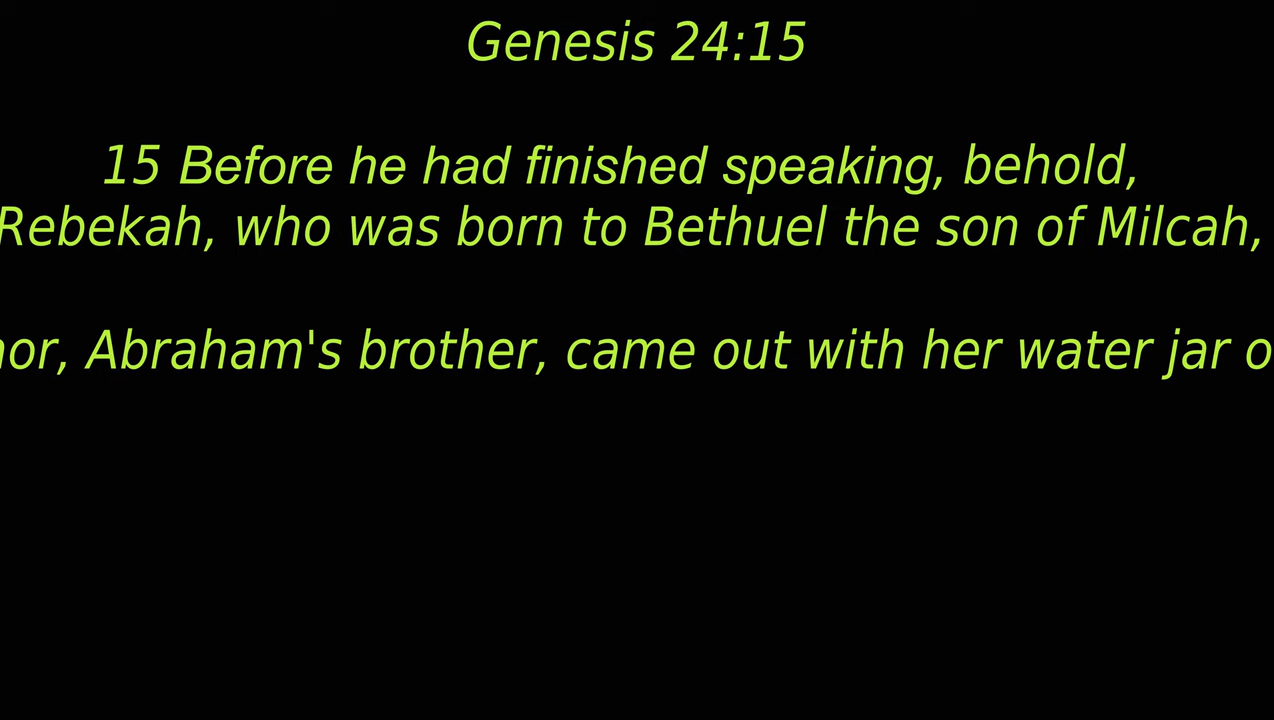 Genesis 24:15
15 Before he had finished speaking, behold,
Rebekah, who was born to Bethuel the son of Milcah,
Abraham's brother, came out with her water jar